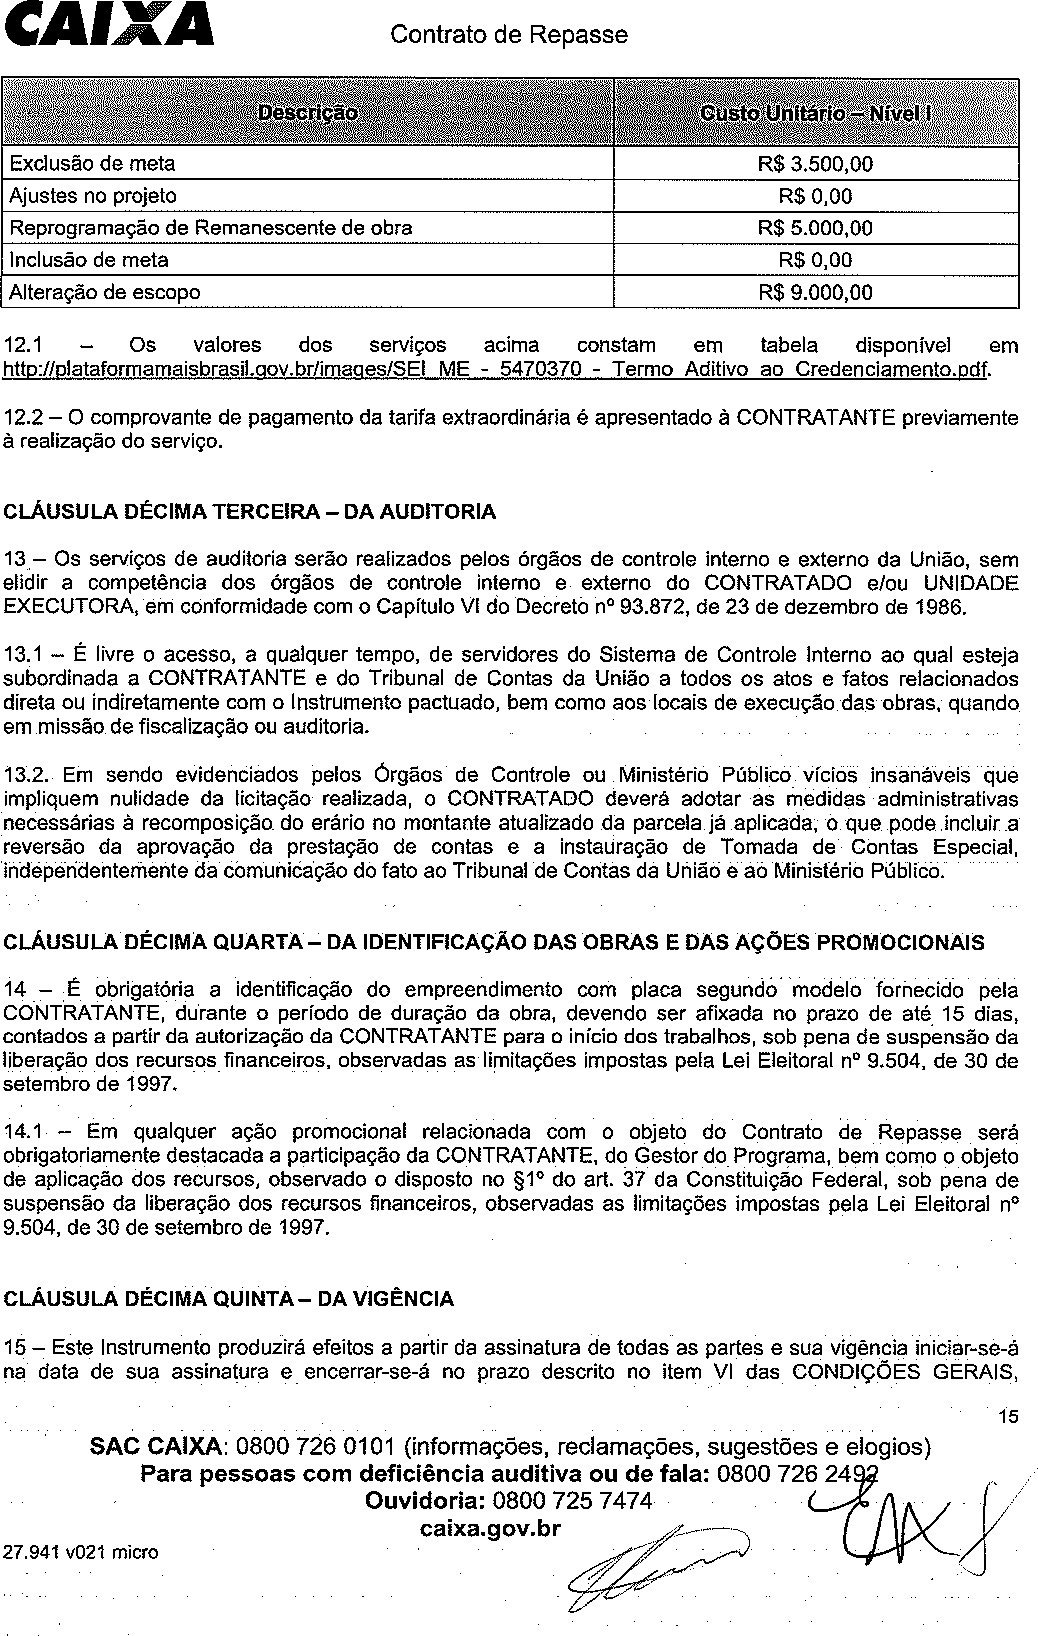 CAIXA
Contrato de Repasse
Descrição Custo Unitário – Nível I
Exclusão de meta R$ 3.500,00
Ajustes no projeto R$ 0,00
Reprogramação de Remanescente de obra R$ 5.000,00
Inclusão de meta R$ 0,00
Alteração de escopo R$ 9.000,00
12.1 – Os valores dos serviços acima constam em tabela disponível em
http://plataformamaisbrasil.gov.br/images/SEI_ME - 5470370 - Termo Aditivo ao Credenciamento.pdf.
12.2 – O comprovante de pagamento da tarifa extraordinária é apresentado à CONTRATANTE previamente
à realização do serviço.
CLÁUSULA DÉCIMA TERCEIRA – DA AUDITORIA
13 – Os serviços de auditoria serão realizados pelos órgãos de controle interno e externo da União, sem
elidir a competência dos órgãos de controle interno e externo do CONTRATADO e/ou UNIDADE
EXECUTORA, em conformidade com o Capítulo VI do Decreto nº 93.872, de 23 de dezembro de 1986.
13.1 – É livre o acesso, a qualquer tempo, de servidores do Sistema de Controle Interno ao qual esteja
subordinada a CONTRATANTE e do Tribunal de Contas da União a todos os atos e fatos relacionados
direta ou indiretamente com o Instrumento pactuado, bem como aos locais de execução das obras, quando
em missão de fiscalização ou auditoria.
13.2. Em sendo evidenciados pelos Órgãos de Controle ou Ministério Público vícios insanáveis que
impliquem nulidade da licitação realizada, o CONTRATADO deverá adotar as medidas administrativas
necessárias à recomposição do erário no montante atualizado da parcela já aplicada, o que pode incluir a
reversão da aprovação da prestação de contas e a instauração de Tomada de Contas Especial,
independentemente da comunicação do fato ao Tribunal de Contas da União e ao Ministério Público.
CLÁUSULA DÉCIMA QUARTA – DA IDENTIFICAÇÃO DAS OBRAS E DAS AÇÕES PROMOCIONAIS
14 – É obrigatória a identificação do empreendimento com placa segundo modelo fornecido pela
CONTRATANTE, durante o período de duração da obra, devendo ser afixada no prazo de até 15 dias,
contados a partir da autorização da CONTRATANTE para o início dos trabalhos, sob pena de suspensão da
liberação dos recursos financeiros, observadas as limitações impostas pela Lei Eleitoral nº 9.504, de 30 de
setembro de 1997.
14.1 – Em qualquer ação promocional relacionada com o objeto do Contrato de Repasse será
obrigatoriamente destacada a participação da CONTRATANTE, do Gestor do Programa, bem como o objeto
de aplicação dos recursos, observado o disposto no §1º do art. 37 da Constituição Federal, sob pena de
suspensão da liberação dos recursos financeiros, observadas as limitações impostas pela Lei Eleitoral nº
9.504, de 30 de setembro de 1997.
CLÁUSULA DÉCIMA QUINTA – DA VIGÊNCIA
15 – Este Instrumento produzirá efeitos a partir da assinatura de todas as partes e sua vigência iniciar-se-á
na data de sua assinatura e encerrar-se-á no prazo descrito no item VI das CONDIÇÕES GERAIS,
15
SAC CAIXA: 0800 726 0101 (informações, reclamações, sugestões e elogios)
Para pessoas com deficiência auditiva ou de fala: 0800 726 2492
Ouvidoria: 0800 725 7474
caixa.gov.br
27.941 v021 micro